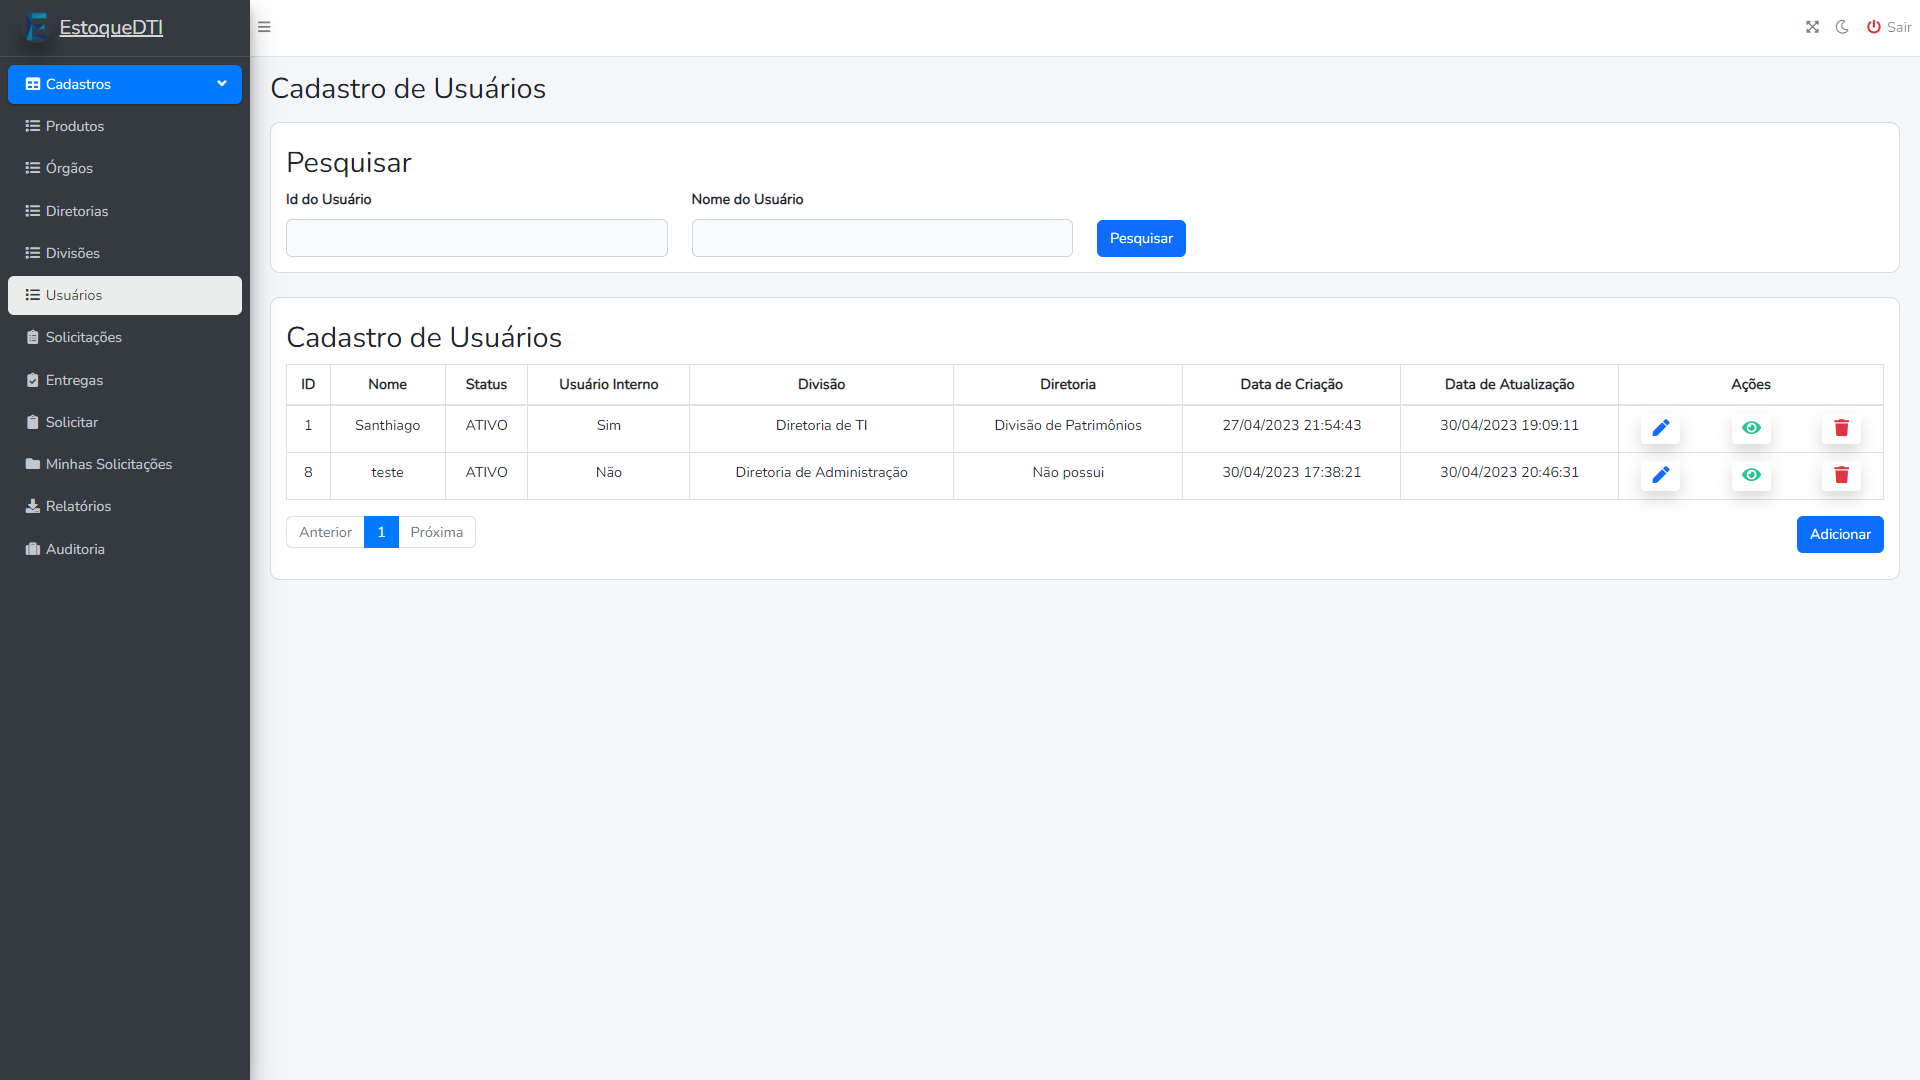 EstoqueDTI
Sair
Cadastros
Produtos
Órgãos
Diretorias
Divisões
Usuários
Solicitações
Entregas
Solicitar
Minhas Solicitações
Relatórios
Auditoria
Cadastro de Usuários
Pesquisar
Id do Usuário Nome do Usuário
Pesquisar
Cadastro de Usuários
ID Nome Status Usuário Interno Divisão Diretoria Data de Criação Data de Atualização Ações
1 Santhiago ATIVO Sim Diretoria de TI Divisão de Patrimônios 27/04/2023 21:54:43 30/04/2023 19:09:11
8 teste ATIVO Não Diretoria de Administração Não possui 30/04/2023 17:38:21 30/04/2023 20:46:31
Anterior 1 Próxima Adicionar